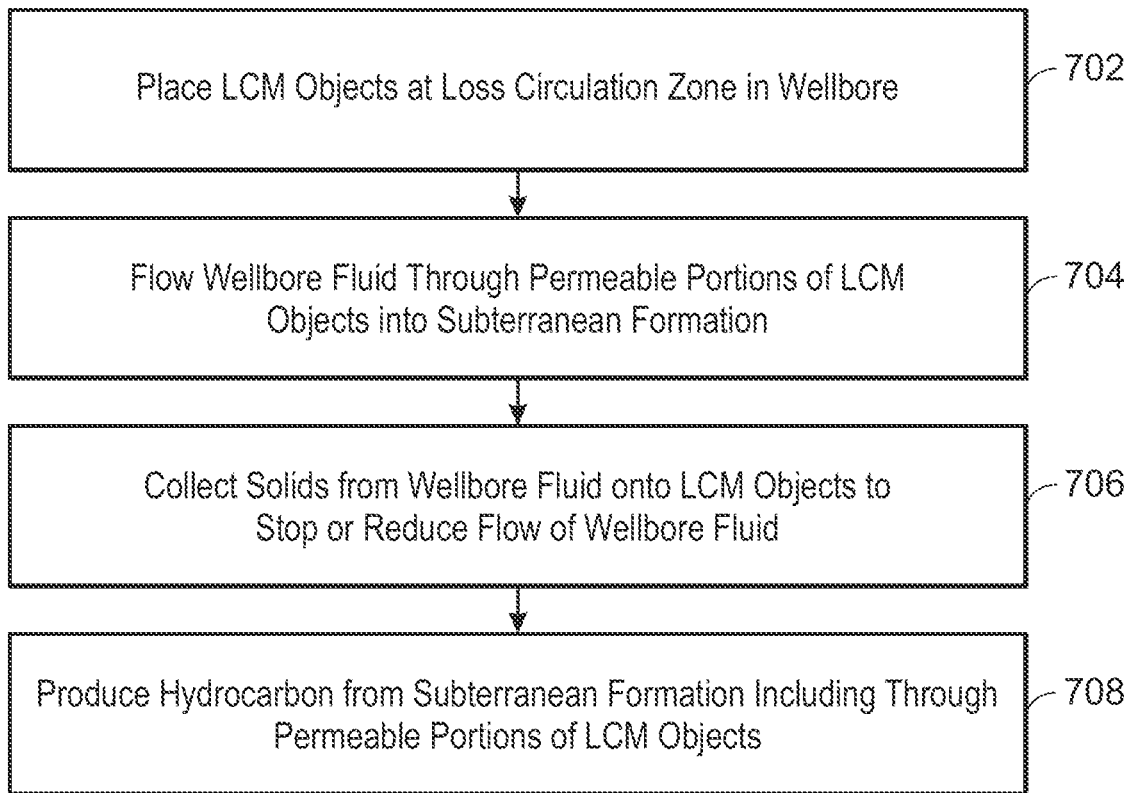 Place LCM Objects at Loss Circulation Zone in Wellbore
702
Flow Wellbore Fluid Through Permeable Portions of LCM
Objects into Subterranean Formation
704
Collect Solids from Wellbore Fluid onto LCM Objects to
Stop or Reduce Flow of Wellbore Fluid
706
Produce Hydrocarbon from Subterranean Formation Including Through
Permeable Portions of LCM Objects
708